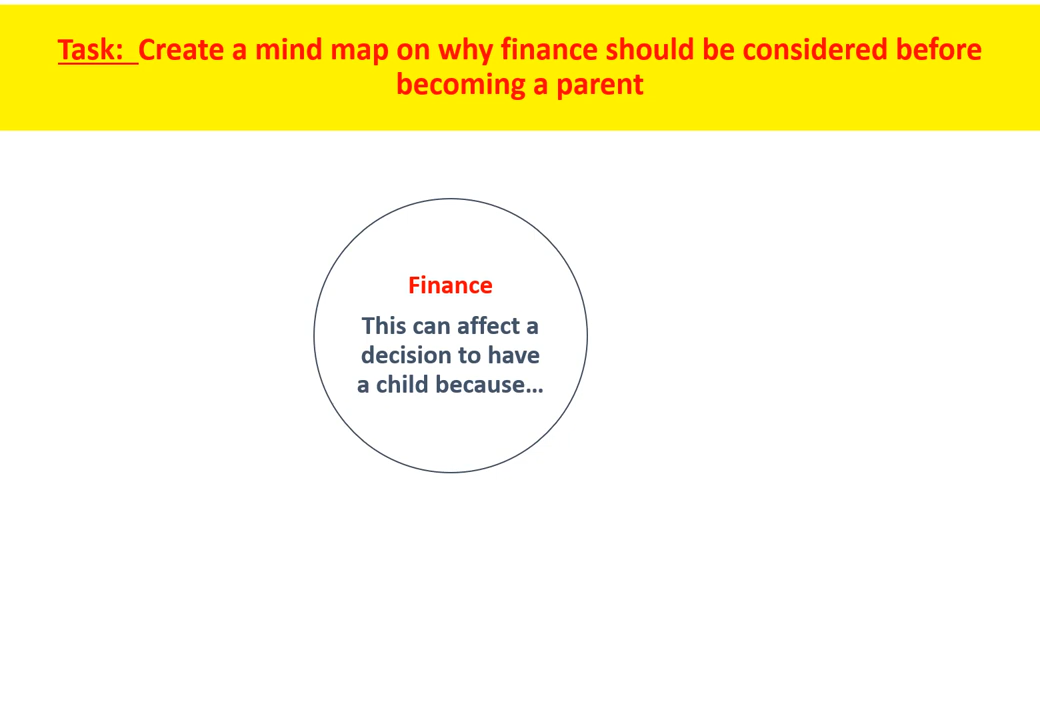 Task:  Create a mind map on why finance should be considered before
becoming a parent
Finance
This can affect a
decision to have
a child because…